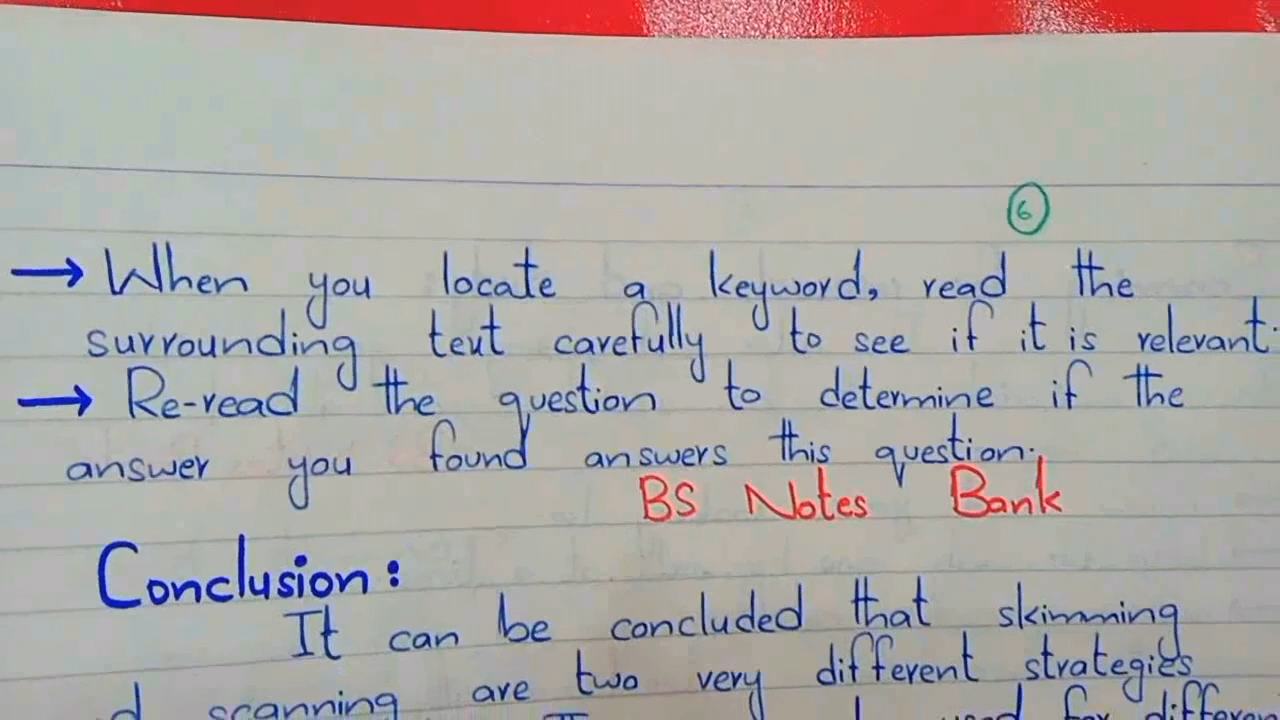 6
→ When you locate a keyword, read the
surrounding text carefully to see if it is relevant.
→ Re-read the question to determine if the
answer you found answers this question.
BS Notes Bank
Conclusion:
It can be concluded that skimming
scanning are two very different strategies